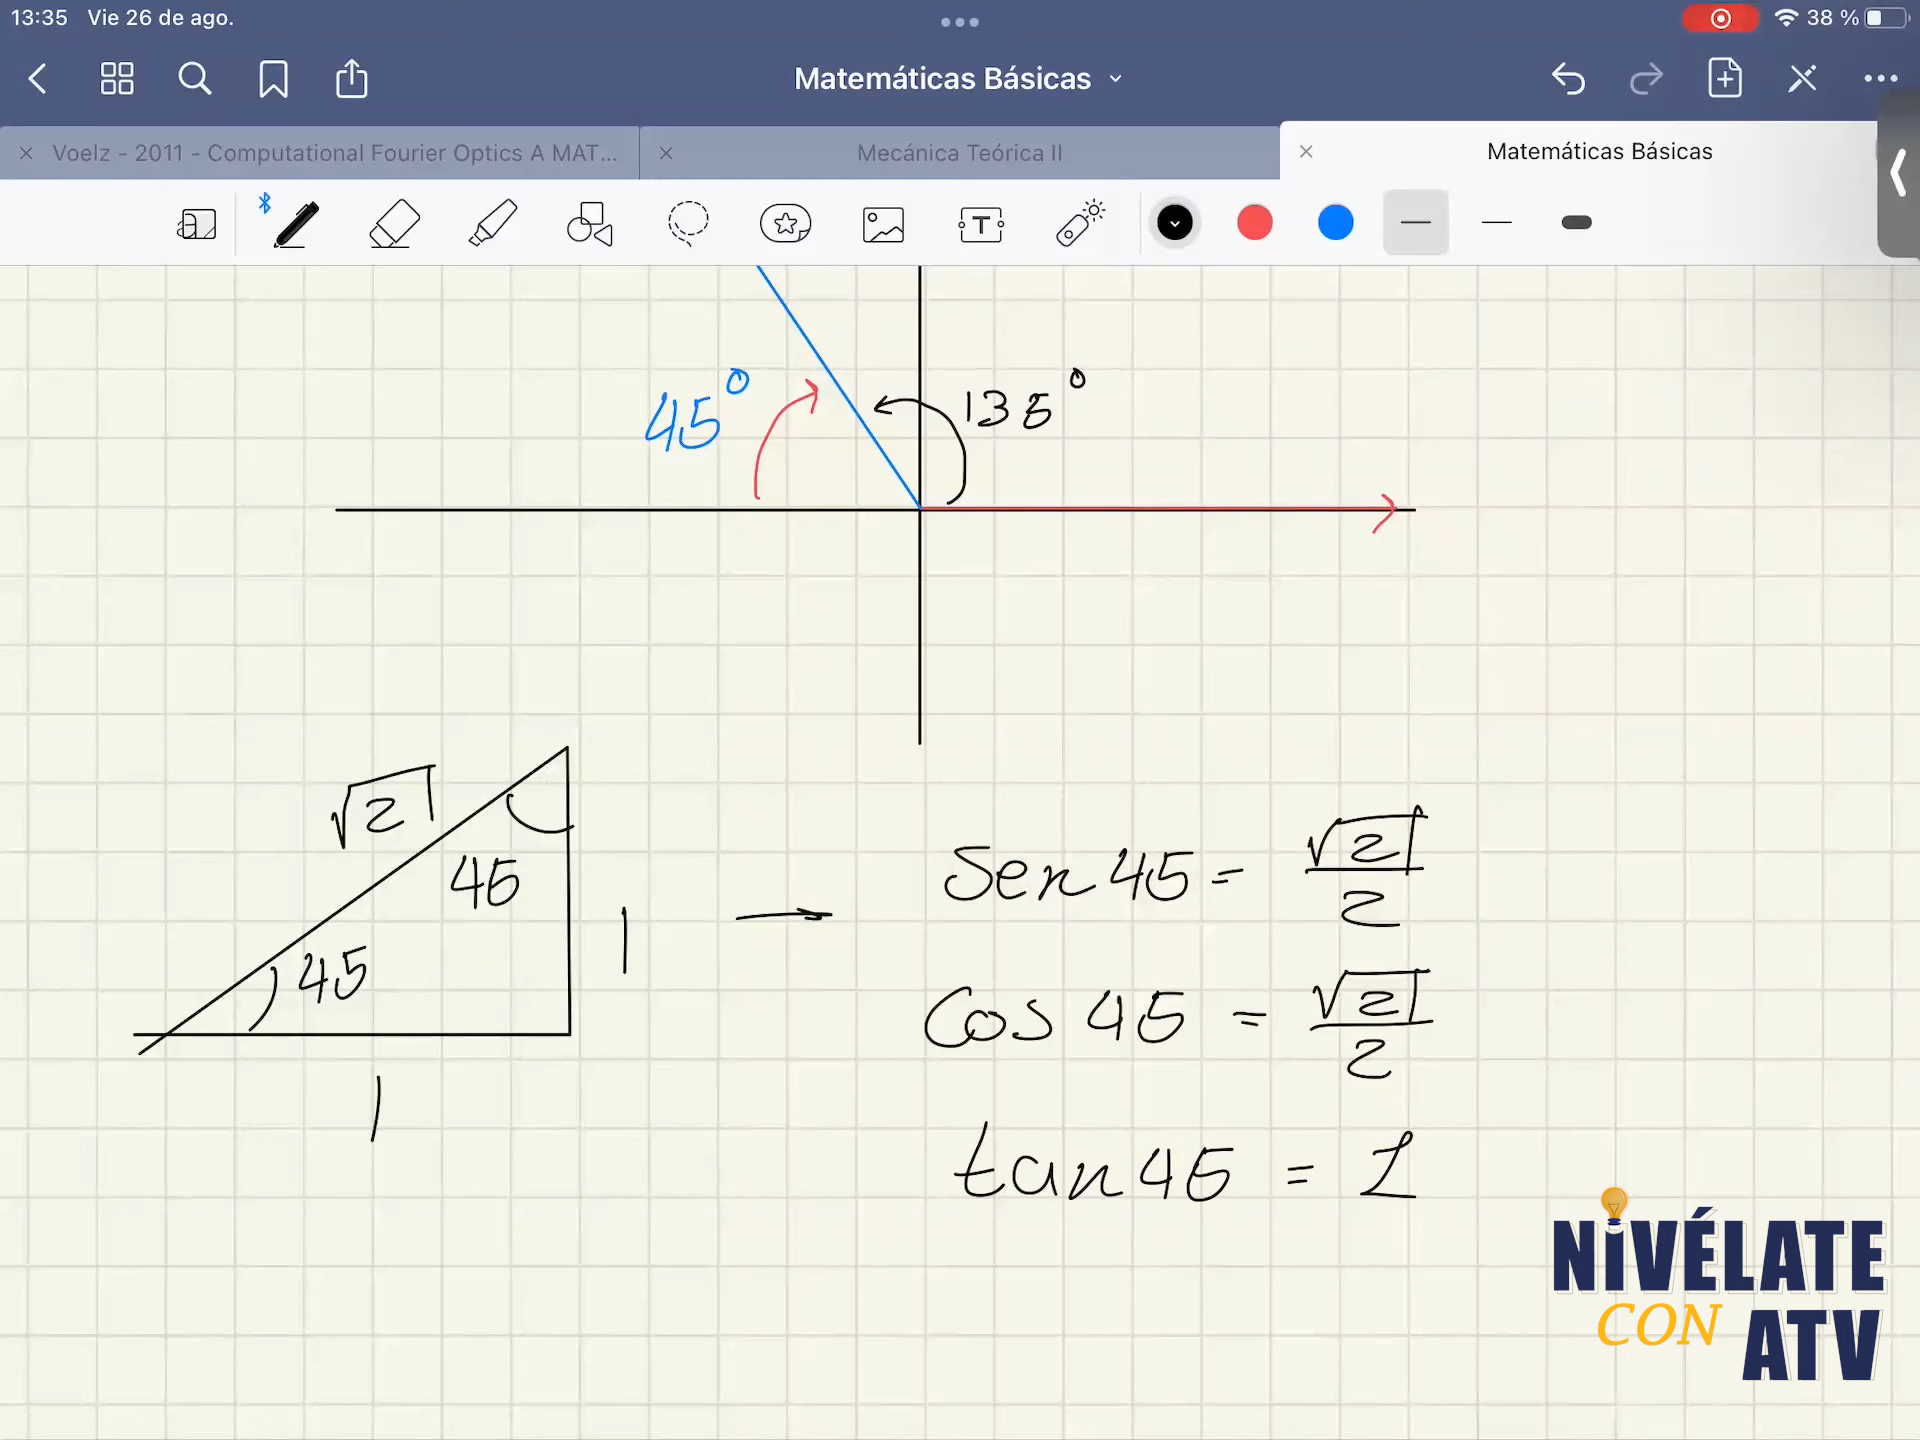 13:35 Vie 26 de ago.
38 %
Matemáticas Básicas
Voelz - 2011 - Computational Fourier Optics A MAT...
Mecánica Teórica II
Matemáticas Básicas
T
45°
135°
√2
45
45
1
1
Sen 45 = √2/2
Cos 45 = √2/2
tan 45 = 1
NIVÉLATE
CON
ATV